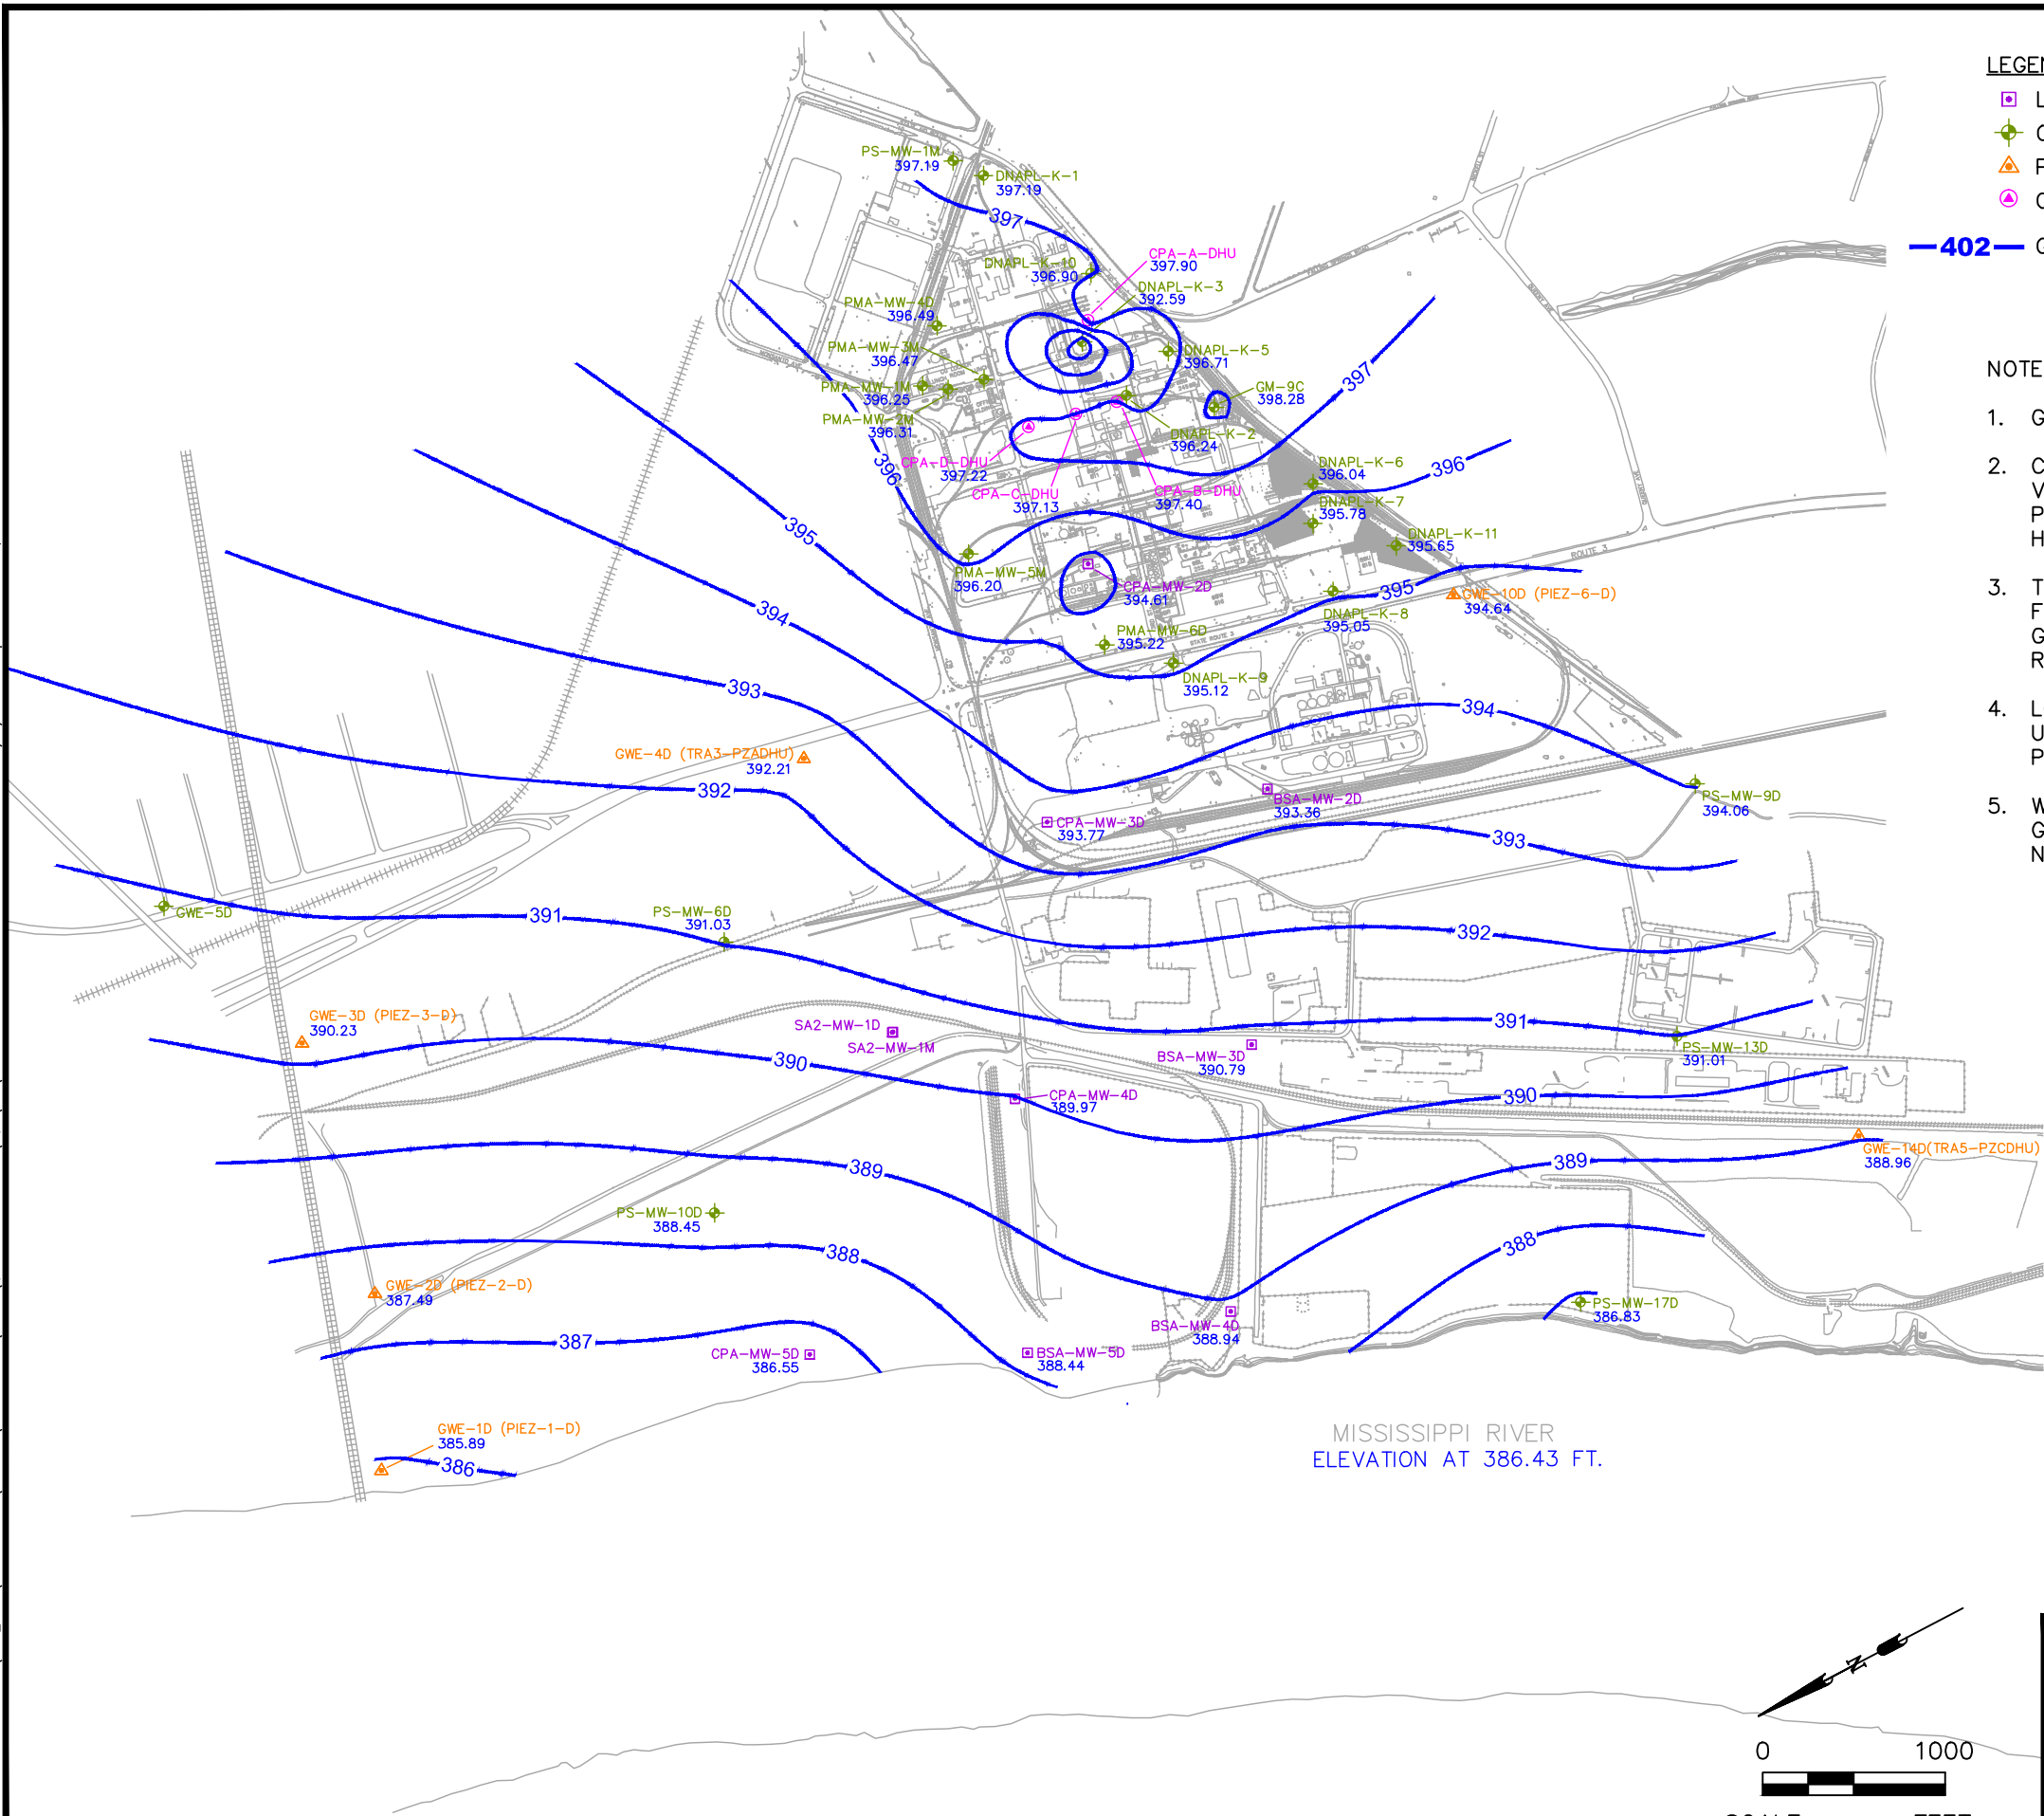 LEGEN
L
C
F
C
402
G
NOTE
1. G
2. C
V
P
H
3. T
F
G
R
4. L
U
P
5. W
G
N
PS-MW-1M
397.19
DNAPL-K-1
397.19
397
CPA-A-DHU
397.90
DNAPL-K-10
396.90
DNAPL-K-3
392.59
PMA-MW-4D
396.49
PMA-MW-3M
396.47
DNAPL-K-5
396.71
397
PMA-MW-1M
396.25
GM-9C
398.28
PMA-MW-2M
396.31
DNAPL-K-2
396.24
396
CPA-D-DHU
397.22
DNAPL-K-6
396.04
396
CPA-C-DHU
397.13
CPA-B-DHU
397.40
DNAPL-K-7
395.78
395
DNAPL-K-11
395.65
ROUTE 3
PMA-MW-5M
396.20
CPA-MW-2D
394.61
395
GWE-10D (PIEZ-6-D)
394.64
394
DNAPL-K-8
395.05
PMA-MW-6D
395.22
STATE ROUTE 3
DNAPL-K-9
395.12
393
394
GWE-4D (TRA3-PZADHU)
392.21
392
BSA-MW-2D
393.36
PS-MW-9D
394.06
CPA-MW-3D
393.77
393
GWE-5D
391
PS-MW-6D
391.03
392
GWE-3D (PIEZ-3-D)
390.23
SA2-MW-1D
SA2-MW-1M
391
390
BSA-MW-3D
390.79
PS-MW-13D
391.01
CPA-MW-4D
389.97
390
389
389
GWE-14D(TRA5-PZCDHU)
388.96
PS-MW-10D
388.45
388
388
GWE-2D (PIEZ-2-D)
387.49
PS-MW-17D
386.83
387
BSA-MW-4D
388.94
CPA-MW-5D
386.55
BSA-MW-5D
388.44
GWE-1D (PIEZ-1-D)
385.89
386
MISSISSIPPI RIVER
ELEVATION AT 386.43 FT.
N
0 1000
SCALE FEET